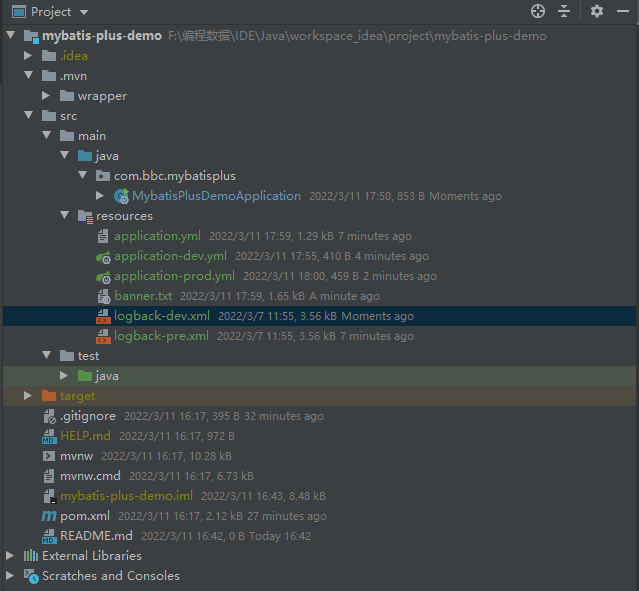 Project
mybatis-plus-demo F:\编程数据\IDE\Java\workspace_idea\project\mybatis-plus-demo
.idea
.mvn
wrapper
src
main
java
com.bbc.mybatisplus
MybatisPlusDemoApplication 2022/3/11 17:50, 853 B Moments ago
resources
application.yml 2022/3/11 17:59, 1.29 kB 7 minutes ago
application-dev.yml 2022/3/11 17:55, 410 B 4 minutes ago
application-prod.yml 2022/3/11 18:00, 459 B 2 minutes ago
banner.txt 2022/3/11 17:59, 1.65 kB A minute ago
logback-dev.xml 2022/3/7 11:55, 3.56 kB Moments ago
logback-pre.xml 2022/3/7 11:55, 3.56 kB 7 minutes ago
test
java
target
.gitignore 2022/3/11 16:17, 395 B 32 minutes ago
HELP.md 2022/3/11 16:17, 972 B
mvnw 2022/3/11 16:17, 10.28 kB
mvnw.cmd 2022/3/11 16:17, 6.73 kB
mybatis-plus-demo.iml 2022/3/11 16:43, 8.48 kB
pom.xml 2022/3/11 16:17, 2.12 kB 27 minutes ago
README.md 2022/3/11 16:42, 0 B Today 16:42
External Libraries
Scratches and Consoles